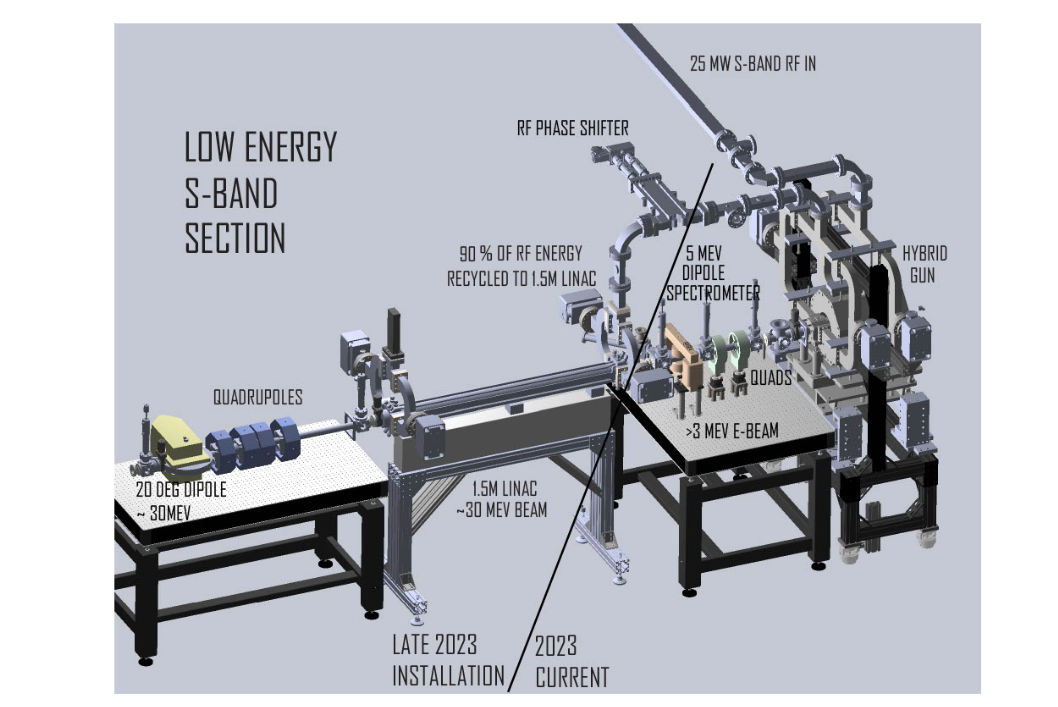 25 MW S-BAND RF IN
RF PHASE SHIFTER
LOW ENERGY
S-BAND
SECTION
90 % OF RF ENERGY
RECYCLED TO 1.5M LINAC
5 MEV
DIPOLE
SPECTROMETER
HYBRID
GUN
QUADS
QUADRUPOLES
>3 MEV E-BEAM
20 DEG DIPOLE
~ 30MEV
1.5M LINAC
~30 MEV BEAM
LATE 2023
INSTALLATION
2023
CURRENT